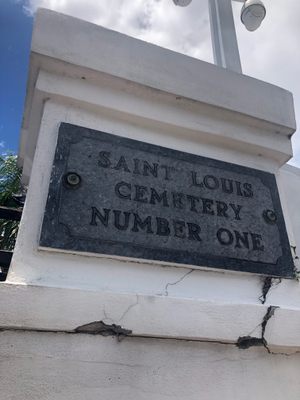 SAINT LOUIS
CEMETERY
NUMBER ONE